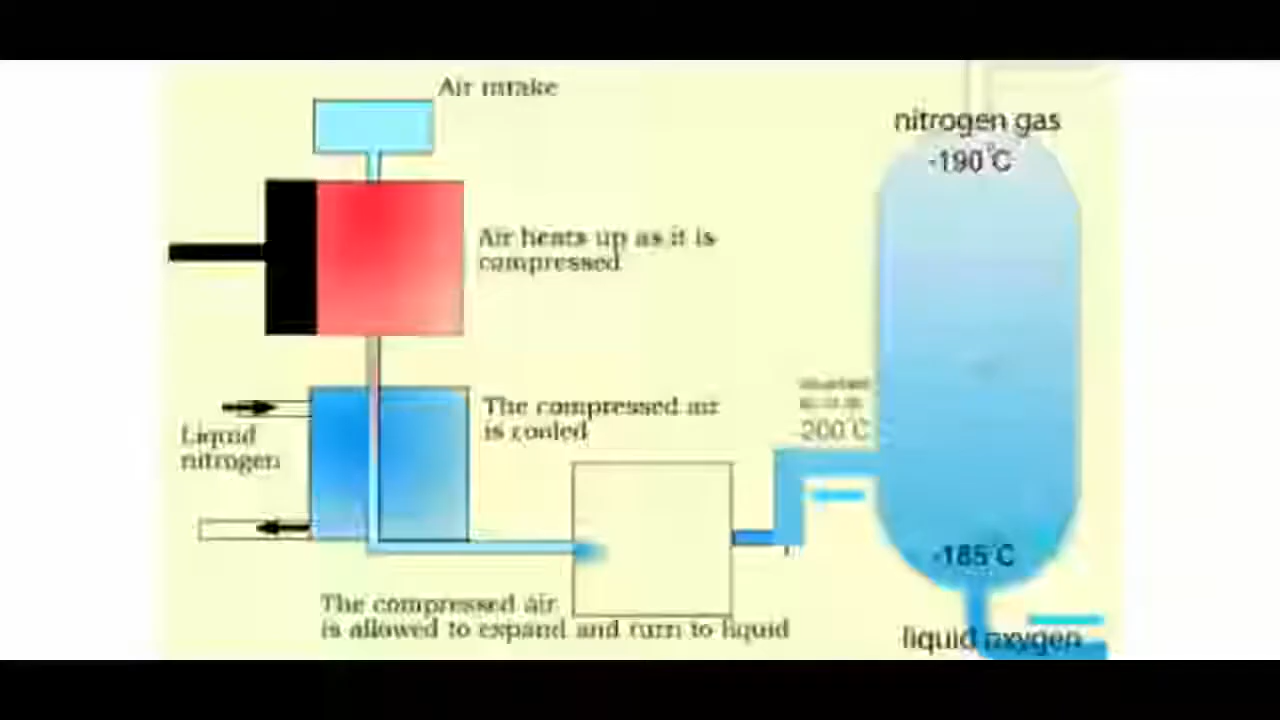 Air intake
nitrogen gas
-190°C
Air heats up as it is
compressed
The compressed air
is cooled
Liquid
nitrogen
200°C
-185°C
The compressed air
is allowed to expand and turn to liquid
liquid oxygen